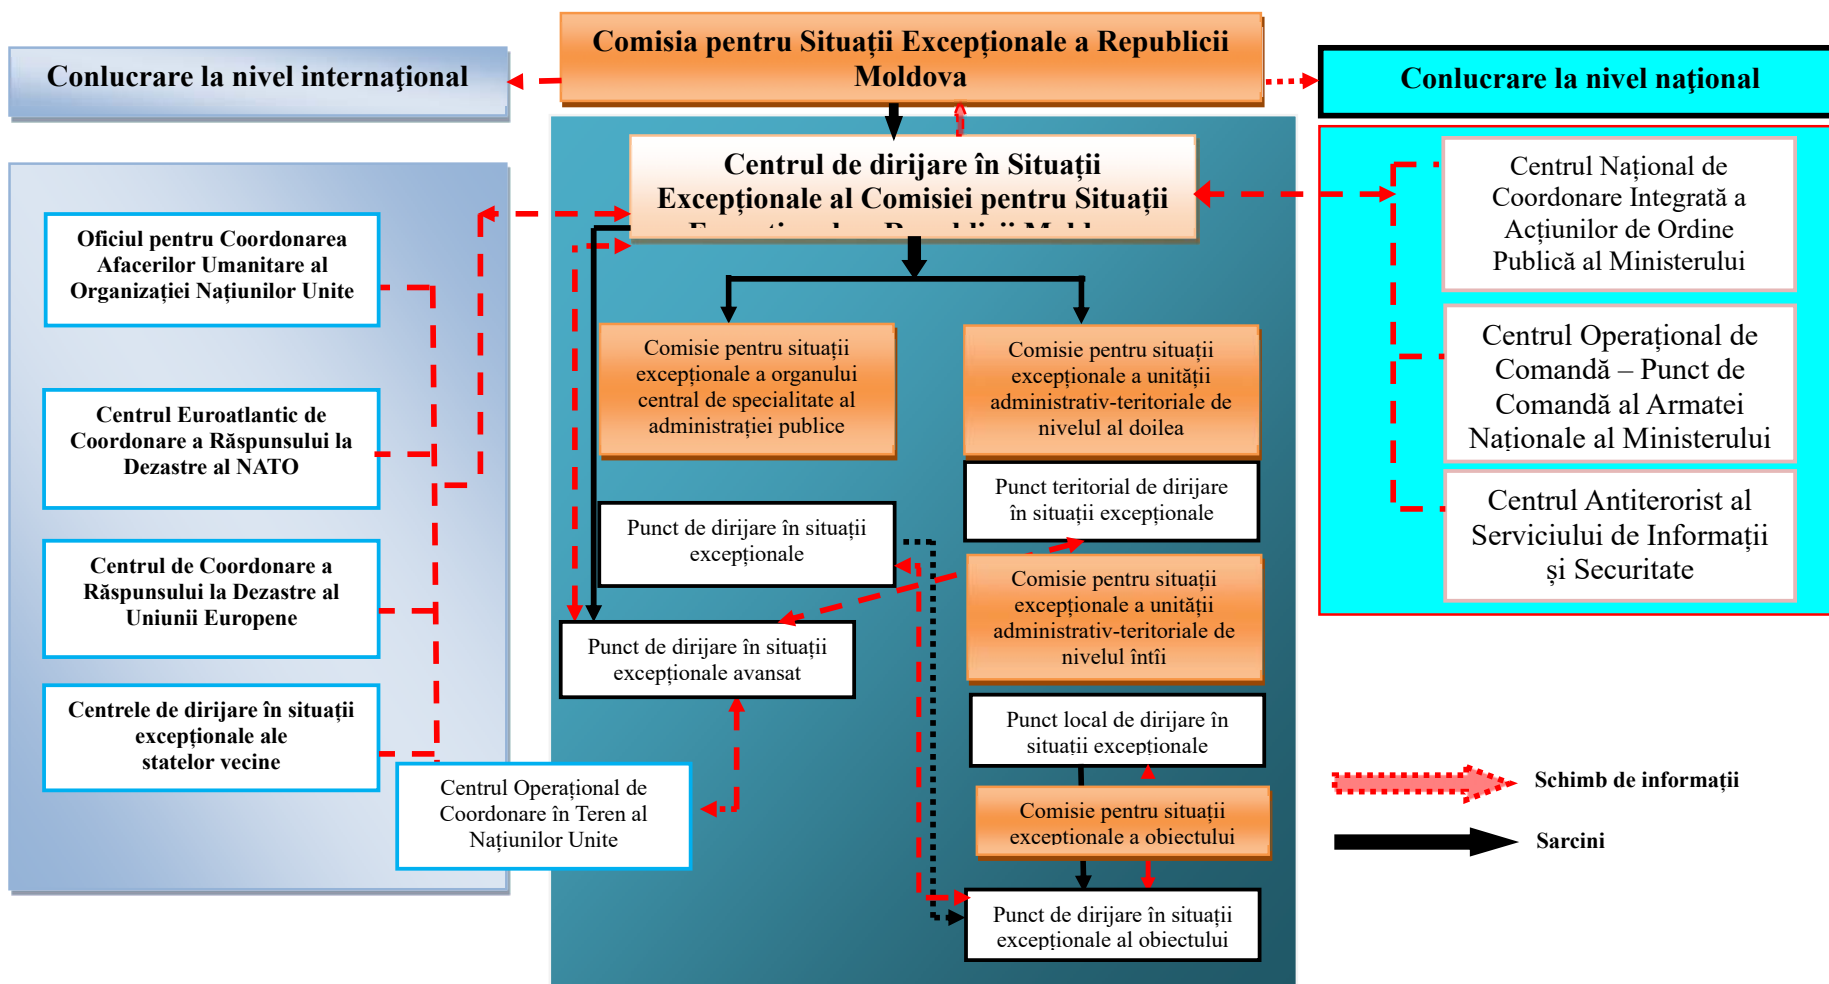 Comisia pentru Situații Excepționale a Republicii
Moldova
Conlucrare la nivel internaţional
Conlucrare la nivel naţional
Centrul de dirijare în Situații
Excepționale al Comisiei pentru Situații
Oficiul pentru Coordonarea
Afacerilor Umanitare al
Organizației Națiunilor Unite
Centrul Euroatlantic de
Coordonare a Răspunsului la
Dezastre al NATO
Centrul de Coordonare a
Răspunsului la Dezastre al
Uniunii Europene
Centrele de dirijare în situații
excepționale ale
statelor vecine
Centrul Operațional de
Coordonare în Teren al
Națiunilor Unite
Comisie pentru situații
excepționale a organului
central de specialitate al
administrației publice
Punct de dirijare în situații
excepționale
Punct de dirijare în situații
excepționale avansat
Comisie pentru situații
excepționale a unității
administrativ-teritoriale de
nivelul al doilea
Punct teritorial de dirijare
în situații excepționale
Comisie pentru situații
excepționale a unității
administrativ-teritoriale de
nivelul întîi
Punct local de dirijare în
situații excepționale
Comisie pentru situații
excepționale a obiectului
Punct de dirijare în situații
excepționale al obiectului
Centrul Național de
Coordonare Integrată a
Acțiunilor de Ordine
Publică al Ministerului
Centrul Operațional de
Comandă – Punct de
Comandă al Armatei
Naționale al Ministerului
Centrul Antiterorist al
Serviciului de Informații
și Securitate
Schimb de informații
Sarcini